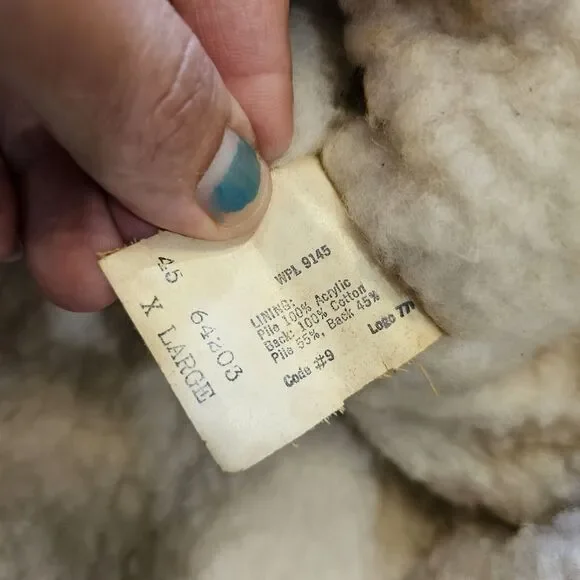 45 64203
X LARGE
WPL 9145
LINING:
Pile 100% Acrylic
Back: 100% Cotton
Pile 55%, Back 45%
Code #9 Logo 77